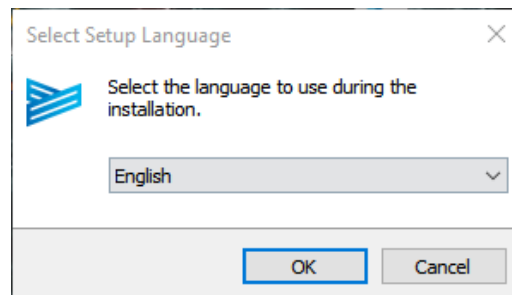 Select Setup Language
Select the language to use during the
installation.
English
OK
Cancel